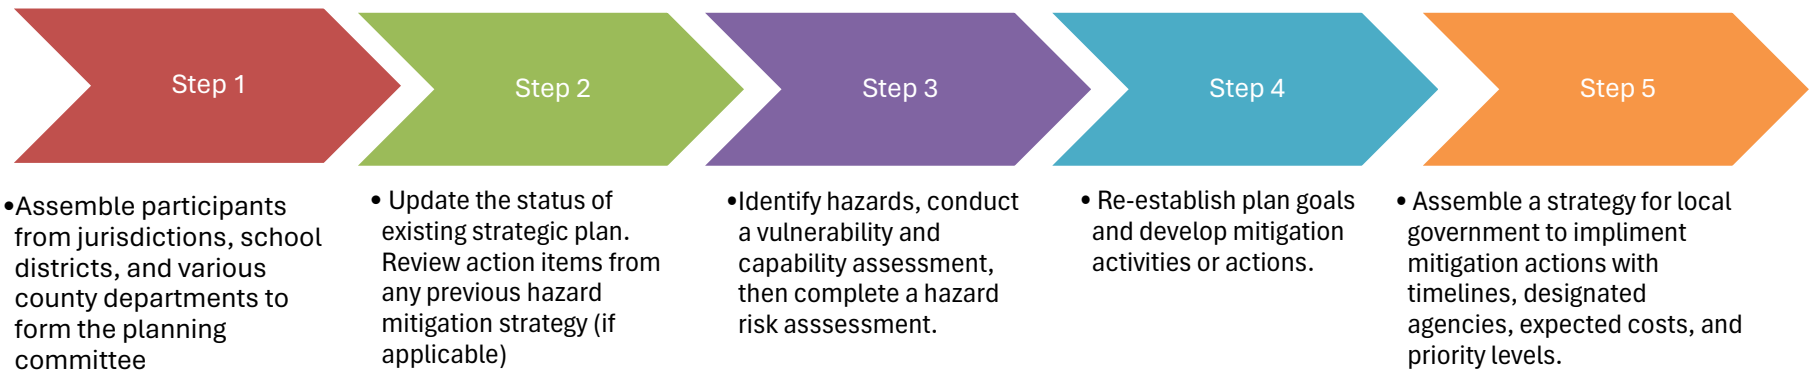 Step 1
Step 2
Step 3
Step 4
Step 5
•Assemble participants
from jurisdictions, school
districts, and various
county departments to
form the planning
committee
• Update the status of
existing strategic plan.
Review action items from
any previous hazard
mitigation strategy (if
applicable)
•Identify hazards, conduct
a vulnerability and
capability assessment,
then complete a hazard
risk asssessment.
• Re-establish plan goals
and develop mitigation
activities or actions.
• Assemble a strategy for local
government to impliment
mitigation actions with
timelines, designated
agencies, expected costs, and
priority levels.